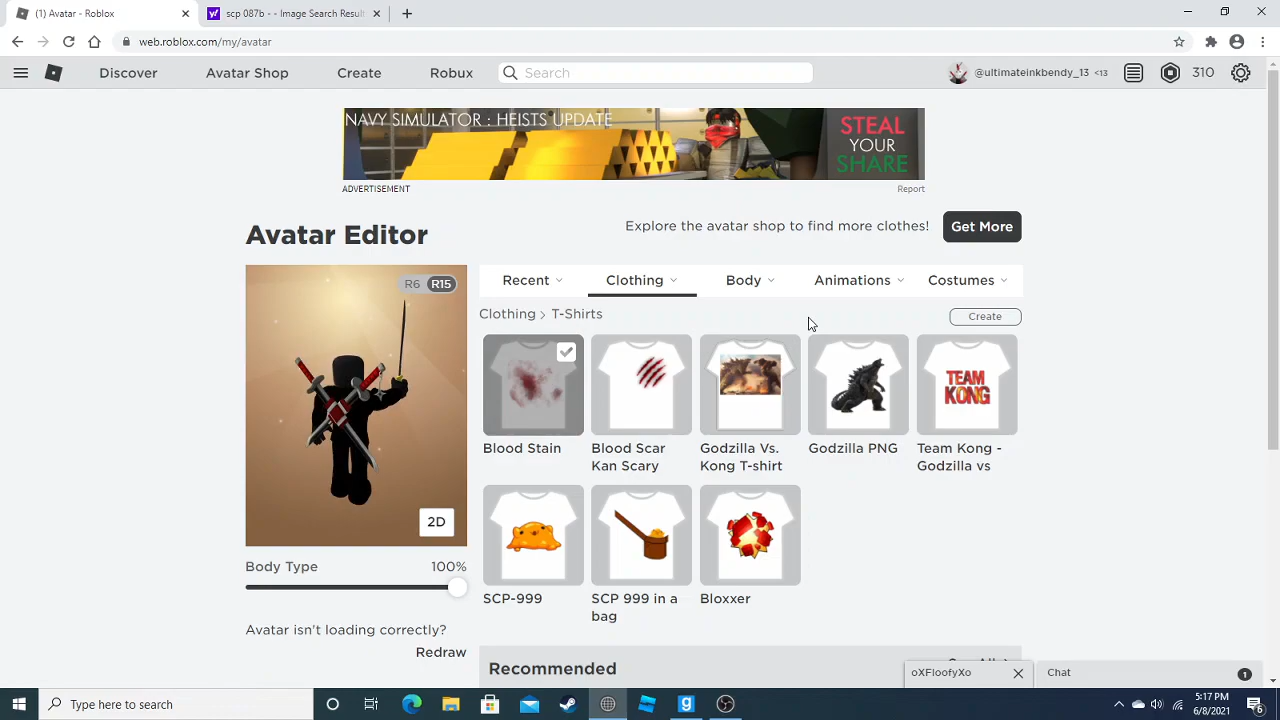 (1) Avatar - Roblox
scp 087b - - Image Search Resul
web.roblox.com/my/avatar
Discover
Avatar Shop
Create
Robux
Search
@ultimateinkbendy_13 <13
310
NAVY SIMULATOR : HEISTS UPDATE
STEAL
YOUR
SHARE
ADVERTISEMENT
Report
Avatar Editor
Explore the avatar shop to find more clothes!
Get More
R6 R15
Recent
Clothing
Body
Animations
Costumes
Clothing > T-Shirts
Create
TEAM
KONG
Blood Stain
Blood Scar
Kan Scary
Godzilla Vs.
Kong T-shirt
Godzilla PNG
Team Kong -
Godzilla vs
2D
Body Type 100%
SCP-999
SCP 999 in a
bag
Bloxxer
Avatar isn't loading correctly?
Redraw
Recommended
oXFloofyXo
Chat
1
Type here to search
5:17 PM
6/8/2021
6